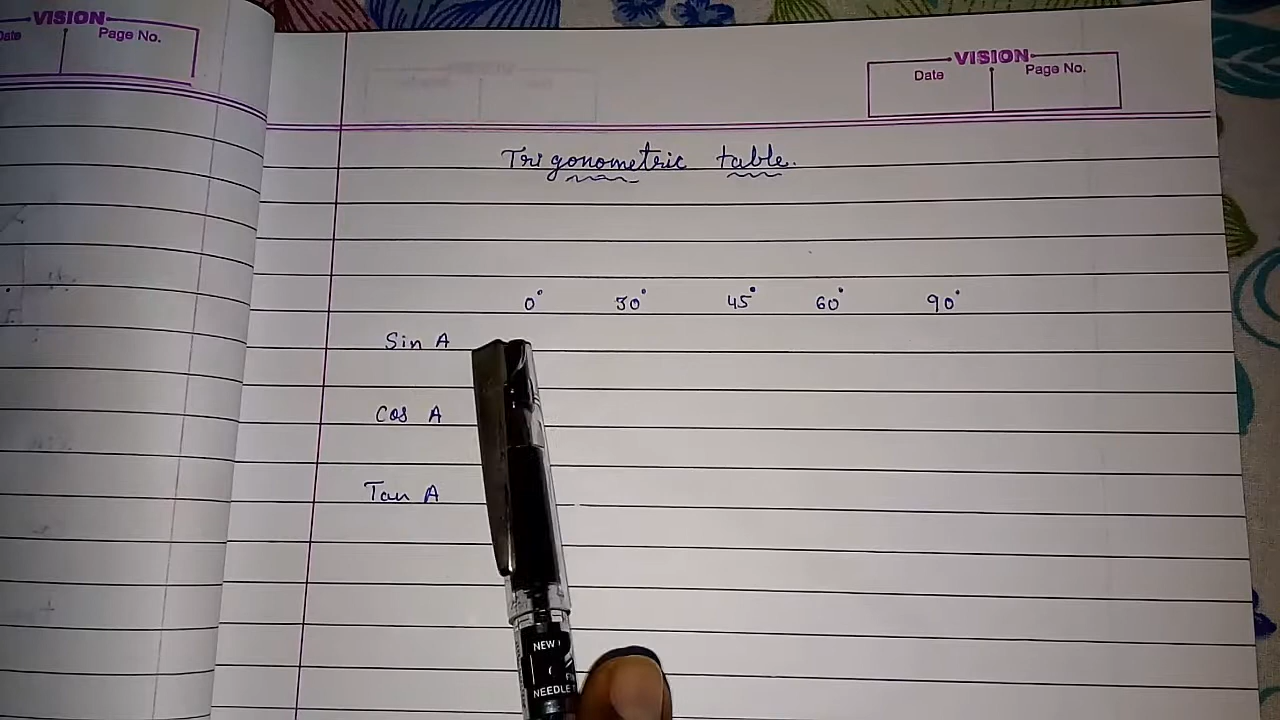 VISION
Date Page No.
VISION
Date Page No.
Trigonometric table.
0° 30° 45° 60° 90°
Sin A
Cos A
Tan A
NEW
NEEDLE